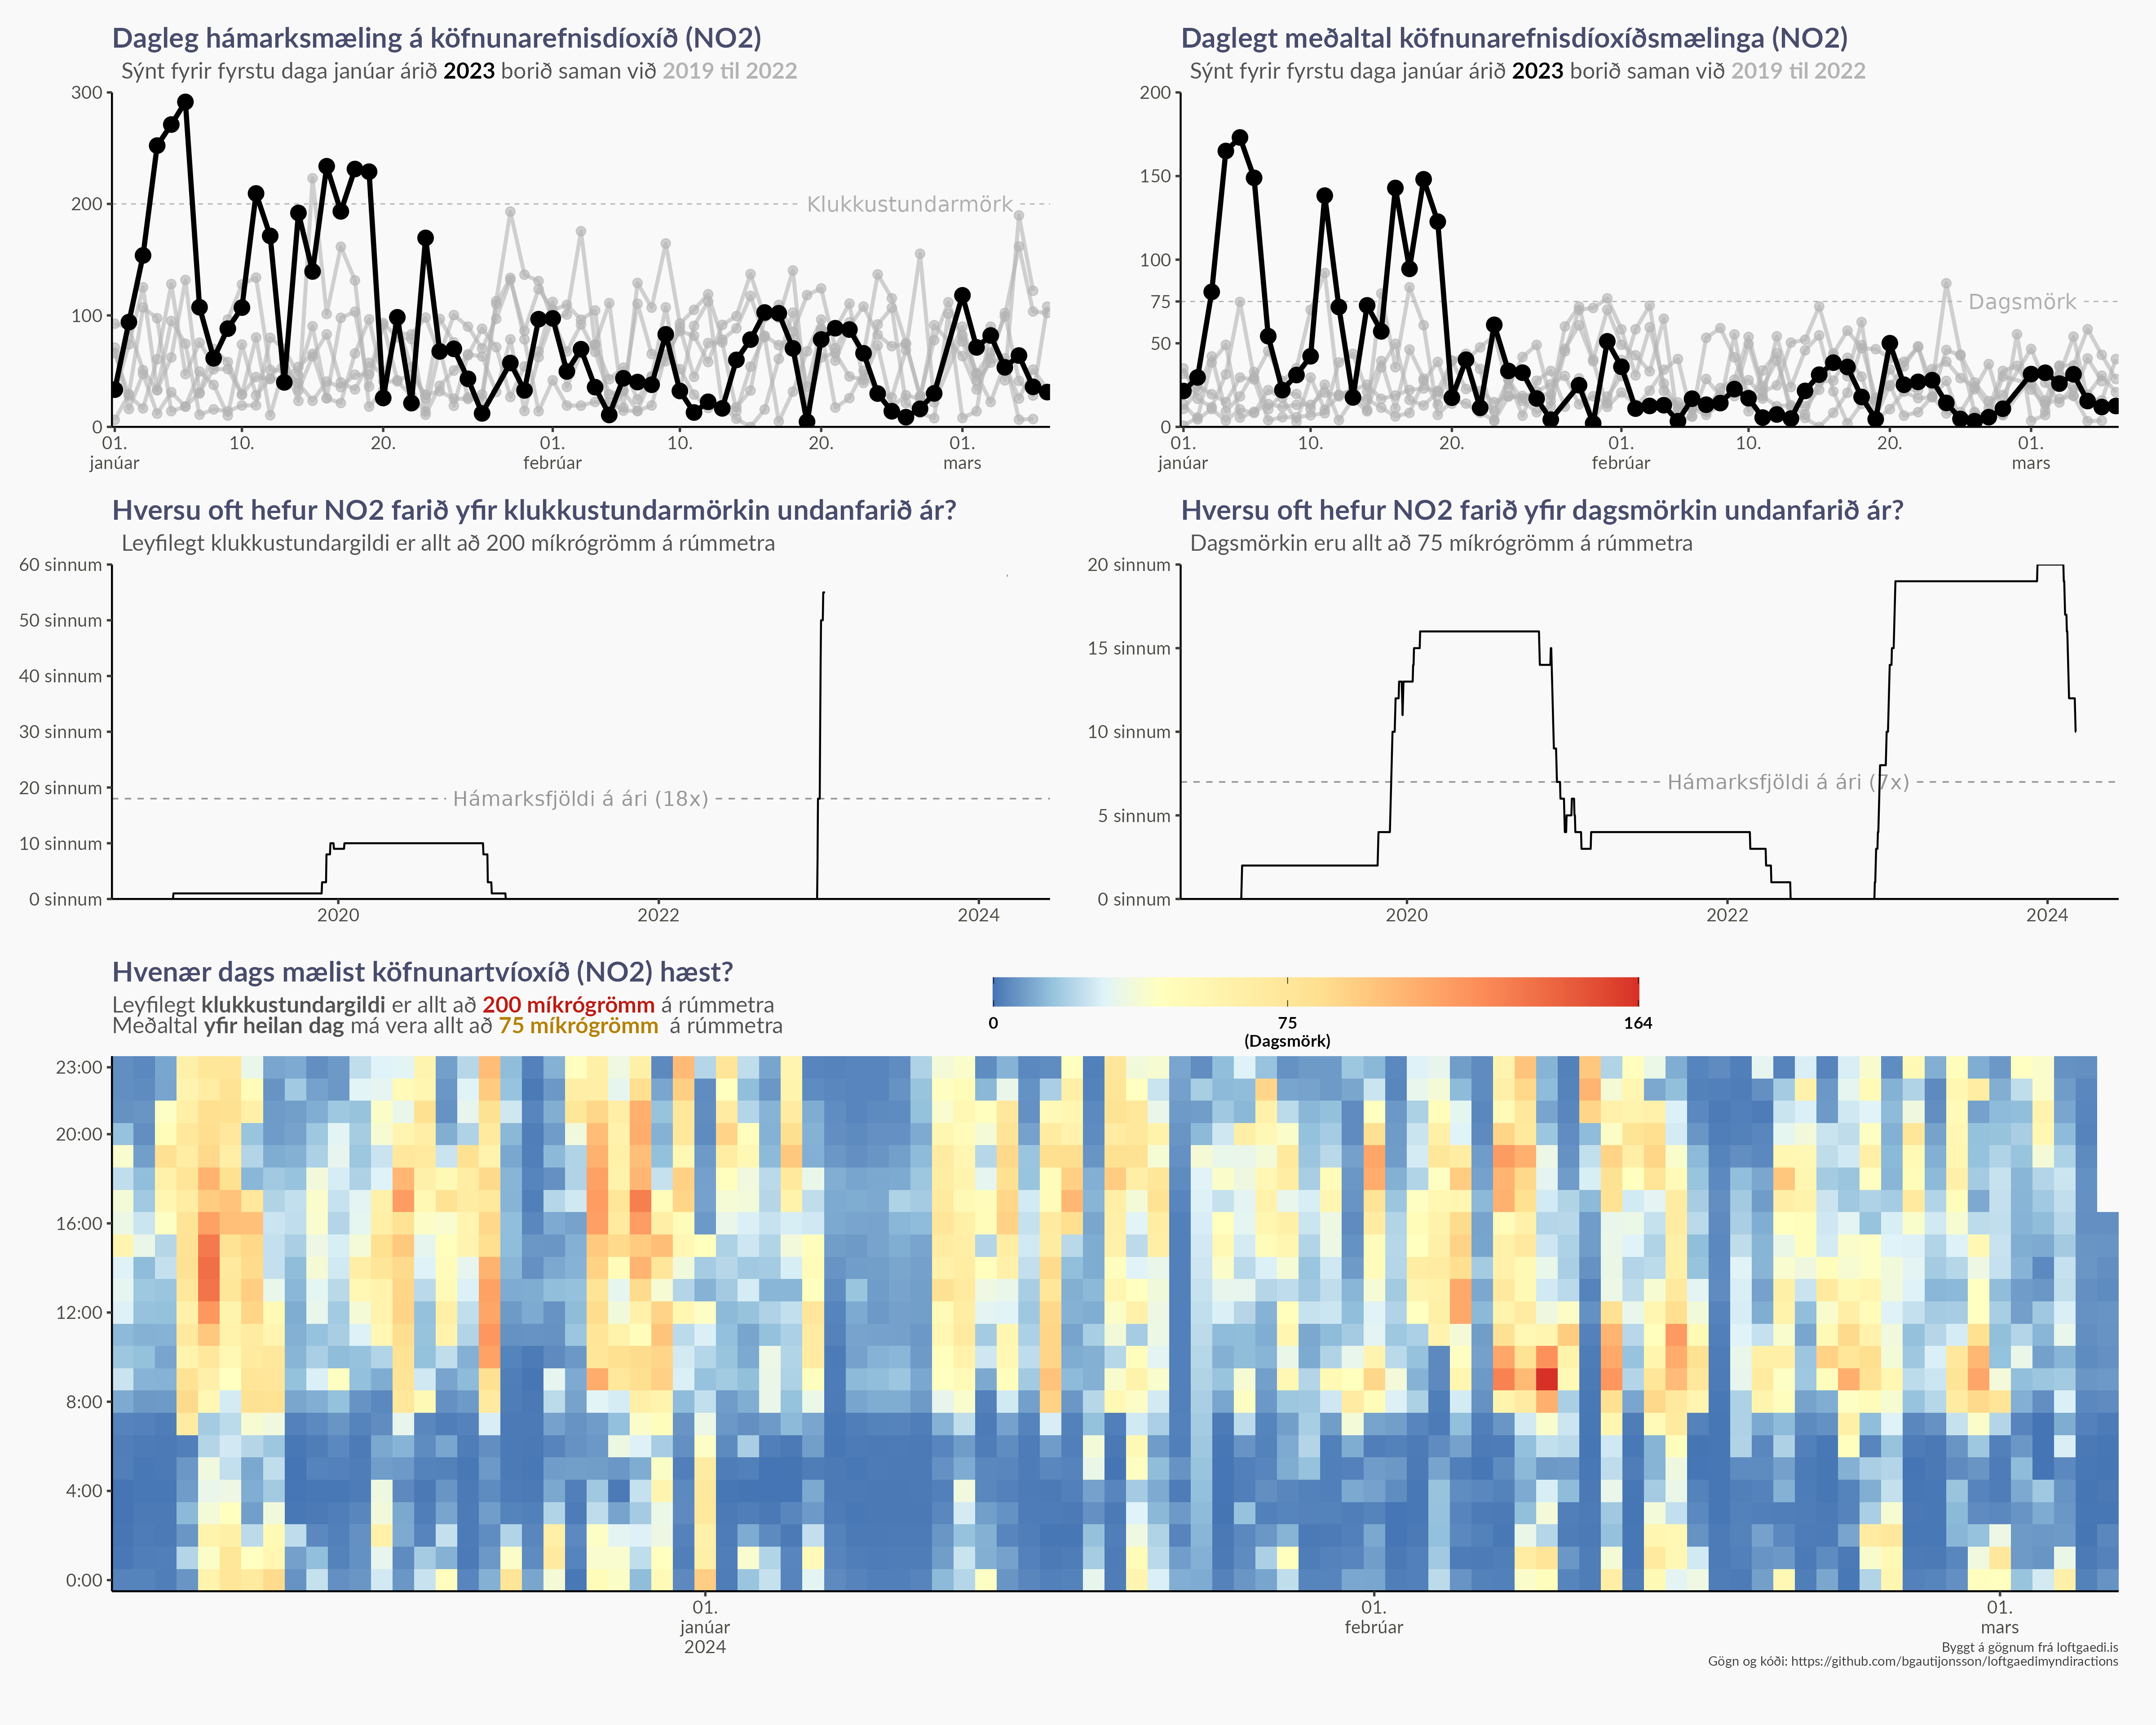 Dagleg hámarksmæling á köfnunarefnisdíoxíð (NO2)
Sýnt fyrir fyrstu daga janúar árið 2023 borið saman við 2019 til 2022
300
200
100
0
Klukkustundarmörk
01. 10. 20. 01. 10. 20. 01.
janúar febrúar mars
Daglegt meðaltal köfnunarefnisdíoxíðsmælinga (NO2)
Sýnt fyrir fyrstu daga janúar árið 2023 borið saman við 2019 til 2022
200
150
100
75
50
0
Dagsmörk
01. 10. 20. 01. 10. 20. 01.
janúar febrúar mars
Hversu oft hefur NO2 farið yfir klukkustundarmörkin undanfarið ár?
Leyfilegt klukkustundargildi er allt að 200 míkrógrömm á rúmmetra
60 sinnum
50 sinnum
40 sinnum
30 sinnum
20 sinnum
10 sinnum
0 sinnum
Hámarksfjöldi á ári (18x)
2020 2022 2024
Hversu oft hefur NO2 farið yfir dagsmörkin undanfarið ár?
Dagsmörkin eru allt að 75 míkrógrömm á rúmmetra
20 sinnum
15 sinnum
10 sinnum
5 sinnum
0 sinnum
Hámarksfjöldi á ári (7x)
2020 2022 2024
Hvenær dags mælist köfnunartvíoxíð (NO2) hæst?
Leyfilegt klukkustundargildi er allt að 200 míkrógrömm á rúmmetra
Meðaltal yfir heilan dag má vera allt að 75 míkrógrömm á rúmmetra
0 75 164
(Dagsmörk)
23:00
20:00
16:00
12:00
8:00
4:00
0:00
01. 01. 01.
janúar febrúar mars
2024
Byggt á gögnum frá loftgaedi.is
Gögn og kóði: https://github.com/bgautijonsson/loftgaedimyndiractions